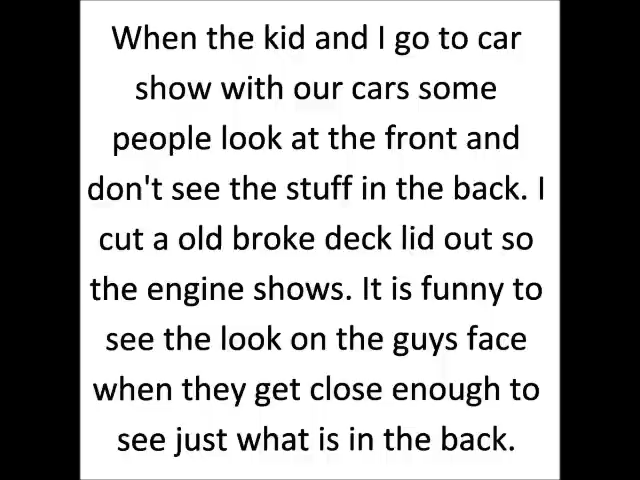 When the kid and I go to car
show with our cars some
people look at the front and
don't see the stuff in the back. I
cut a old broke deck lid out so
the engine shows. It is funny to
see the look on the guys face
when they get close enough to
see just what is in the back.